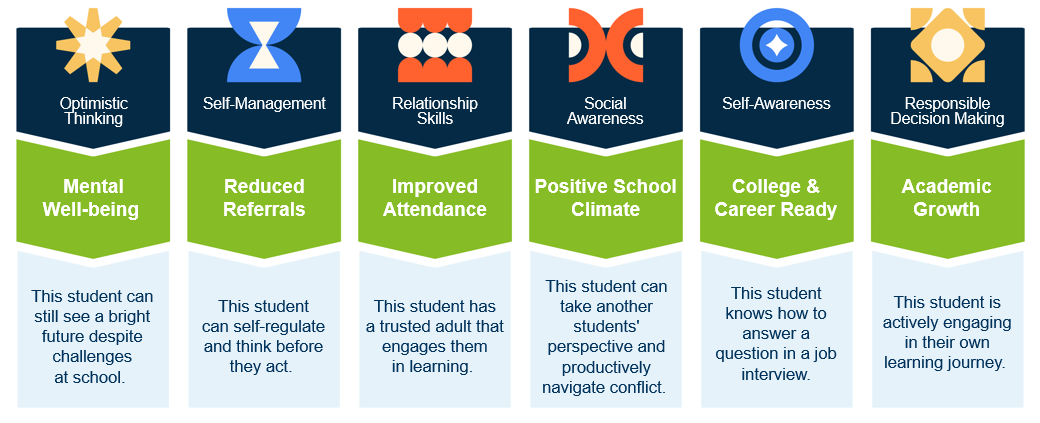 Optimistic
Thinking
Mental
Well-being
This student can
still see a bright
future despite
challenges
at school.
Self-Management
Reduced
Referrals
This student
can self-regulate
and think before
they act.
Relationship
Skills
Improved
Attendance
This student has
a trusted adult that
engages them
in learning.
Social
Awareness
Positive School
Climate
This student can
take another
students'
perspective and
productively
navigate conflict.
Self-Awareness
College &
Career Ready
This student
knows how to
answer a
question in a job
interview.
Responsible
Decision Making
Academic
Growth
This student is
actively engaging
in their own
learning journey.